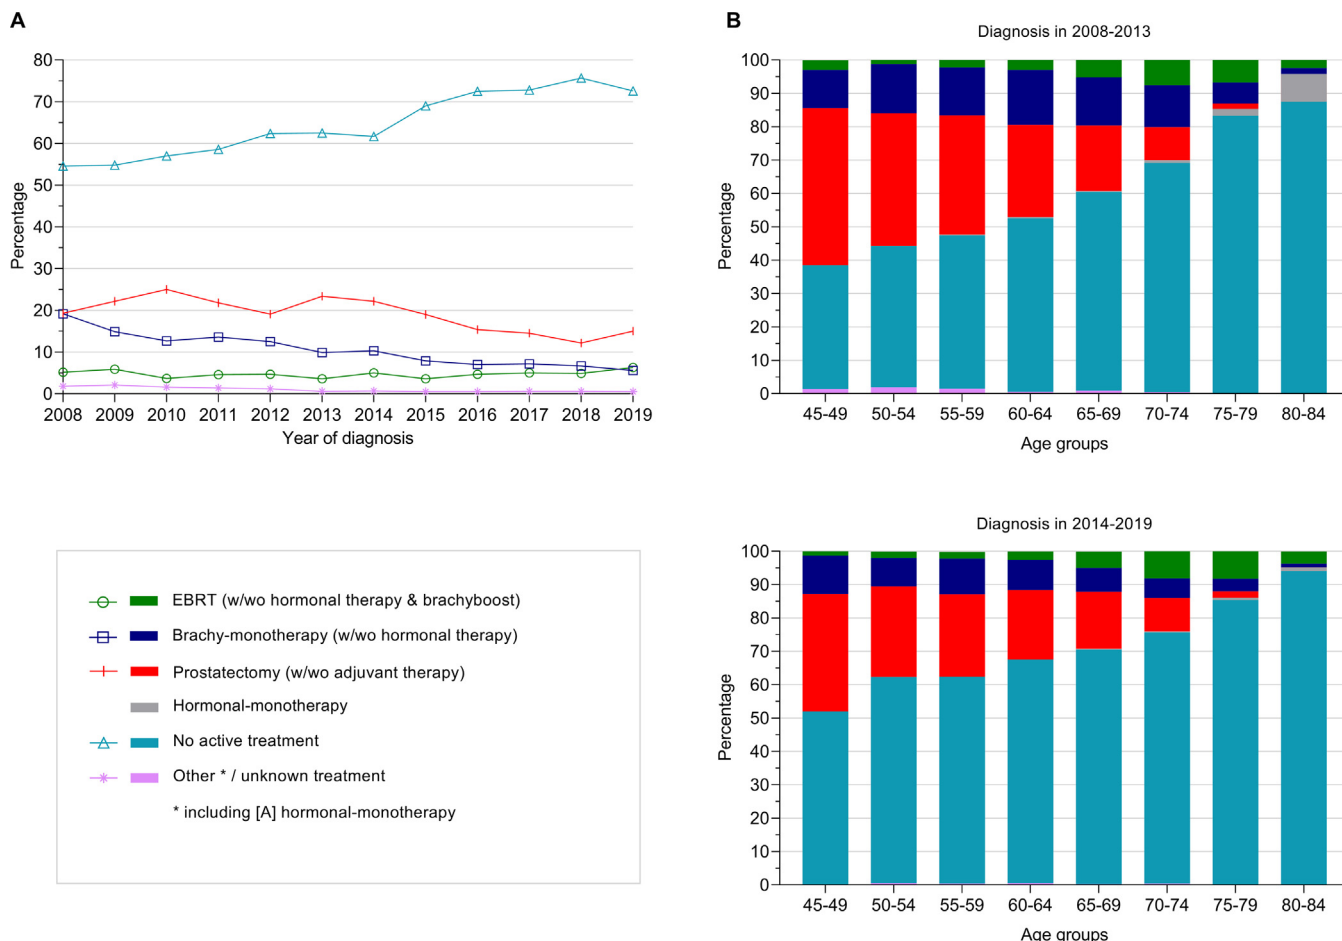 A
80
70
60
50
40
30
20
10
0
Percentage
2008 2009 2010 2011 2012 2013 2014 2015 2016 2017 2018 2019
Year of diagnosis
EBRT (w/wo hormonal therapy & brachyboost)
Brachy-monotherapy (w/wo hormonal therapy)
Prostatectomy (w/wo adjuvant therapy)
Hormonal-monotherapy
No active treatment
Other * / unknown treatment
* including [A] hormonal-monotherapy
B
Diagnosis in 2008-2013
100
90
80
70
60
50
40
30
20
10
0
Percentage
45-49 50-54 55-59 60-64 65-69 70-74 75-79 80-84
Age groups
Diagnosis in 2014-2019
100
90
80
70
60
50
40
30
20
10
0
Percentage
45-49 50-54 55-59 60-64 65-69 70-74 75-79 80-84
Age groups